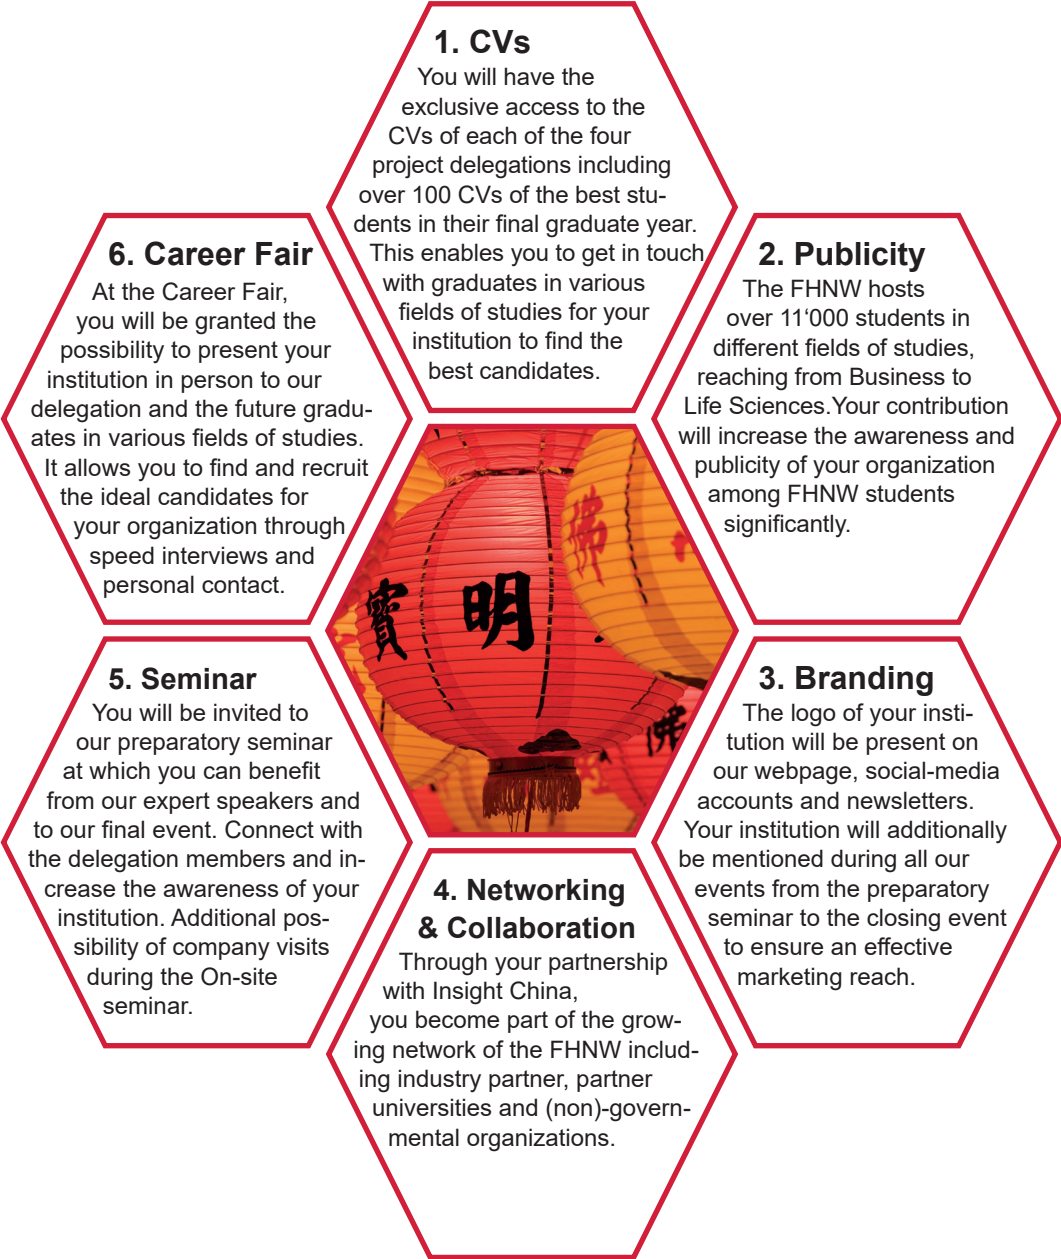 1. CVs
You will have the
exclusive access to the
CVs of each of the four
project delegations including
over 100 CVs of the best stu-
dents in their final graduate year.
This enables you to get in touch
with graduates in various
fields of studies for your
institution to find the
best candidates.
2. Publicity
The FHNW hosts
over 11‘000 students in
different fields of studies,
reaching from Business to
Life Sciences.Your contribution
will increase the awareness and
publicity of your organization
among FHNW students
significantly.
3. Branding
The logo of your insti-
tution will be present on
our webpage, social-media
accounts and newsletters.
Your institution will additionally
be mentioned during all our
events from the preparatory
seminar to the closing event
to ensure an effective
marketing reach.
4. Networking
& Collaboration
Through your partnership
with Insight China,
you become part of the grow-
ing network of the FHNW includ-
ing industry partner, partner
universities and (non)-govern-
mental organizations.
5. Seminar
You will be invited to
our preparatory seminar
at which you can benefit
from our expert speakers and
to our final event. Connect with
the delegation members and in-
crease the awareness of your
institution. Additional pos-
sibility of company visits
during the On-site
seminar.
6. Career Fair
At the Career Fair,
you will be granted the
possibility to present your
institution in person to our
delegation and the future gradu-
ates in various fields of studies.
It allows you to find and recruit
the ideal candidates for
your organization through
speed interviews and
personal contact.
寶 明
佛
佛